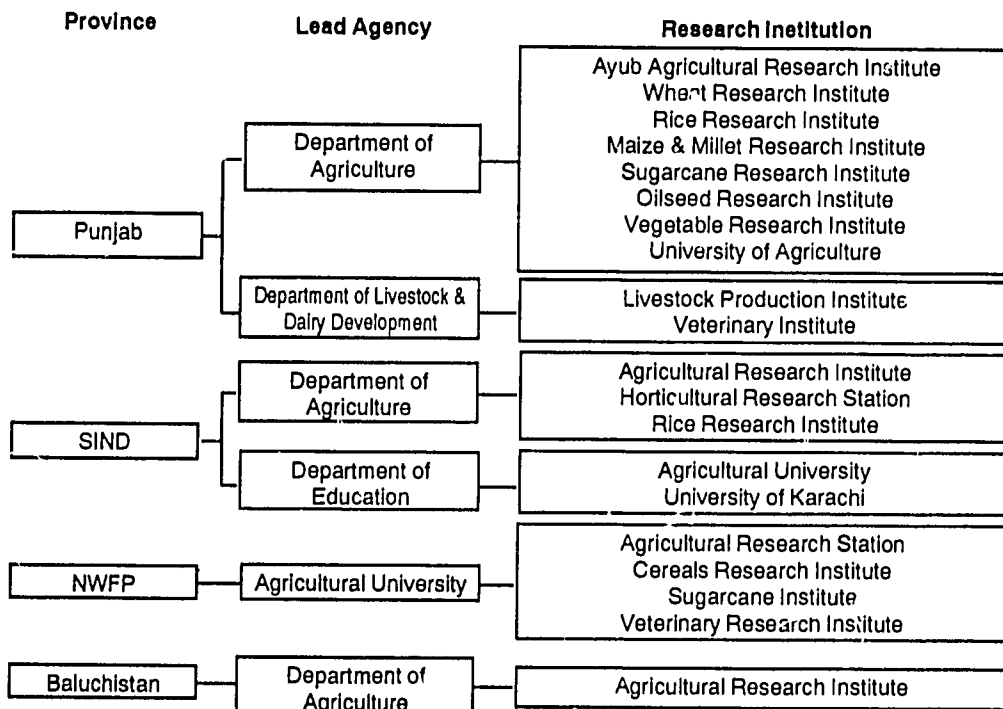 Province Lead Agency Research Inetitution
Ayub Agricultural Research Institute
Wheat Research Institute
Rice Research Institute
Maize & Millet Research Institute
Sugarcane Research Institute
Oilseed Research Institute
Vegetable Research Institute
University of Agriculture
Department of
Agriculture
Punjab
Department of Livestock &
Dairy Development
Livestock Production Institute
Veterinary Institute
Department of
Agriculture
Agricultural Research Institute
Horticultural Research Station
Rice Research Institute
SIND
Department of
Education
Agricultural University
University of Karachi
NWFP
Agricultural University
Agricultural Research Station
Cereals Research Institute
Sugarcane Institute
Veterinary Research Institute
Baluchistan
Department of
Agriculture
Agricultural Research Institute